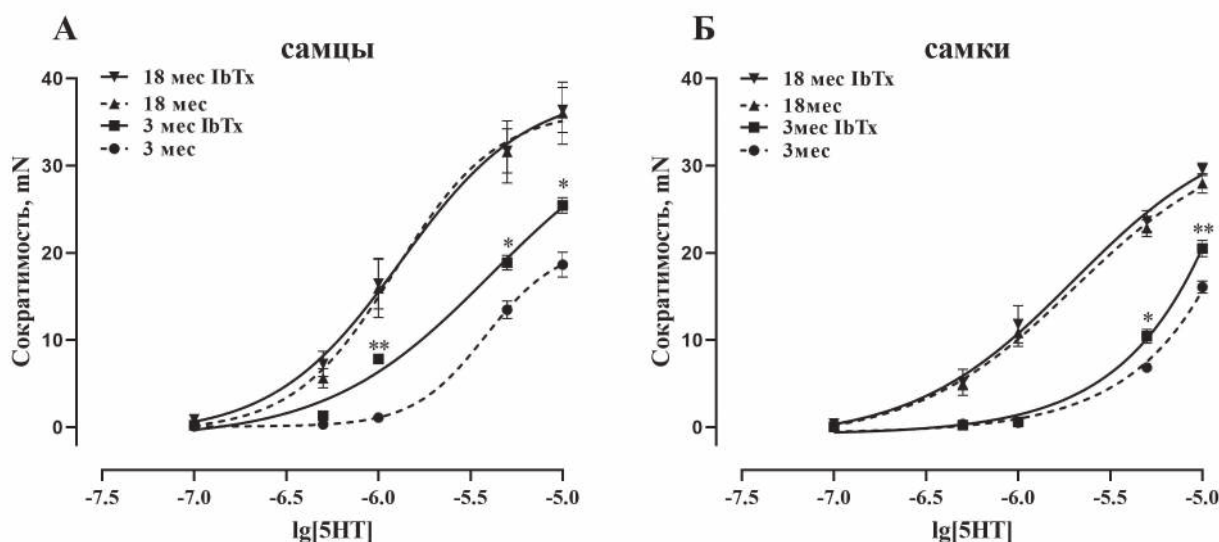 А
самцы
18 мес IbTx
18 мес
3 мес IbTx
3 мес
Сократимость, mN
40
30
20
10
0
**
*
*
-7.5 -7.0 -6.5 -6.0 -5.5 -5.0
lg[5HT]
Б
самки
18 мес IbTx
18мес
3мес IbTx
3мес
Сократимость, mN
40
30
20
10
0
*
**
-7.5 -7.0 -6.5 -6.0 -5.5 -5.0
lg[5HT]